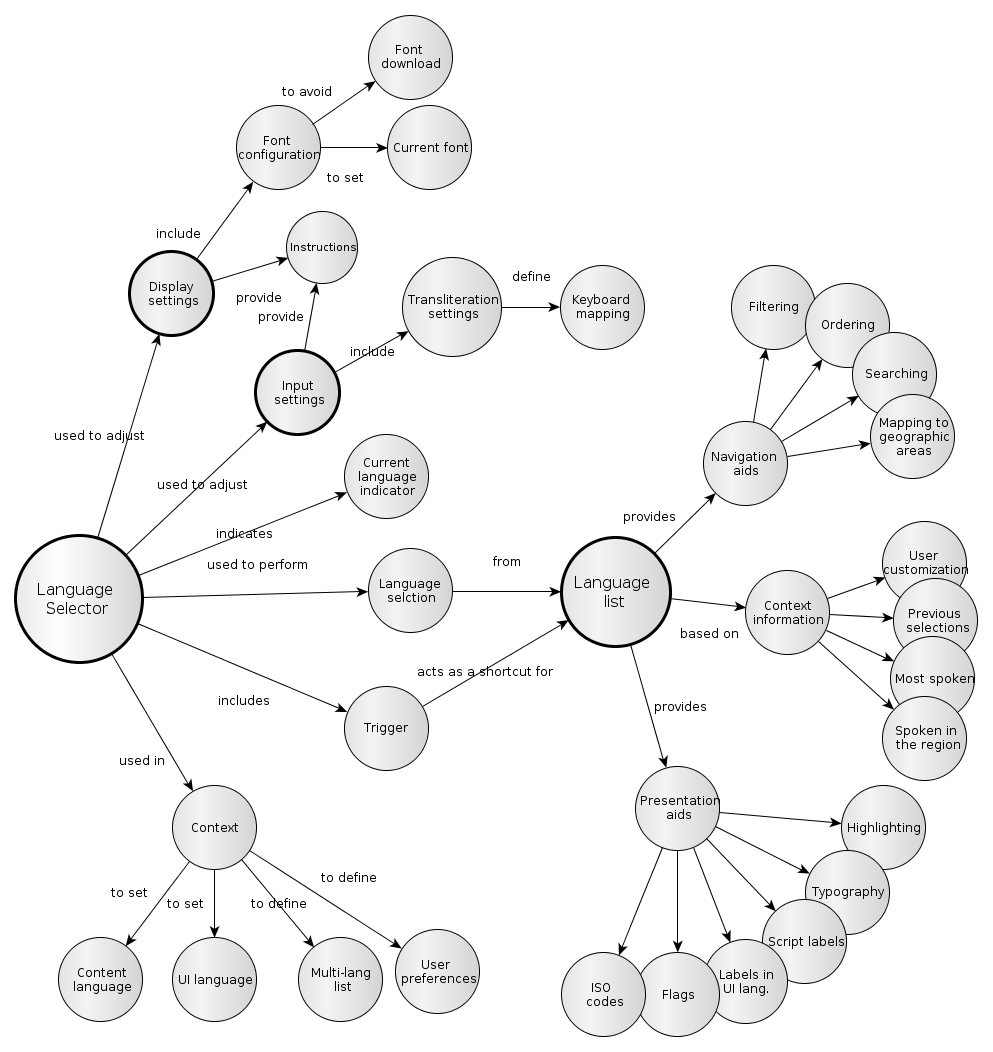 Font
download
to avoid
Font
configuration
Current font
to set
include
Instructions
Display
settings
provide
provide
Transliteration
settings
define
Keyboard
mapping
include
Input
settings
Filtering
Ordering
Searching
Mapping to
geographic
areas
Navigation
aids
used to adjust
used to adjust
Current
language
indicator
indicates
used to perform
Language
selction
from
provides
Language
Selector
Language
list
User
customization
Context
information
Previous
selections
based on
Most spoken
Spoken in
the region
acts as a shortcut for
includes
Trigger
provides
used in
Context
Presentation
aids
Highlighting
Typography
Script labels
Labels in
UI lang.
Flags
ISO
codes
to set
to set
to define
to define
Content
language
UI language
Multi-lang
list
User
preferences